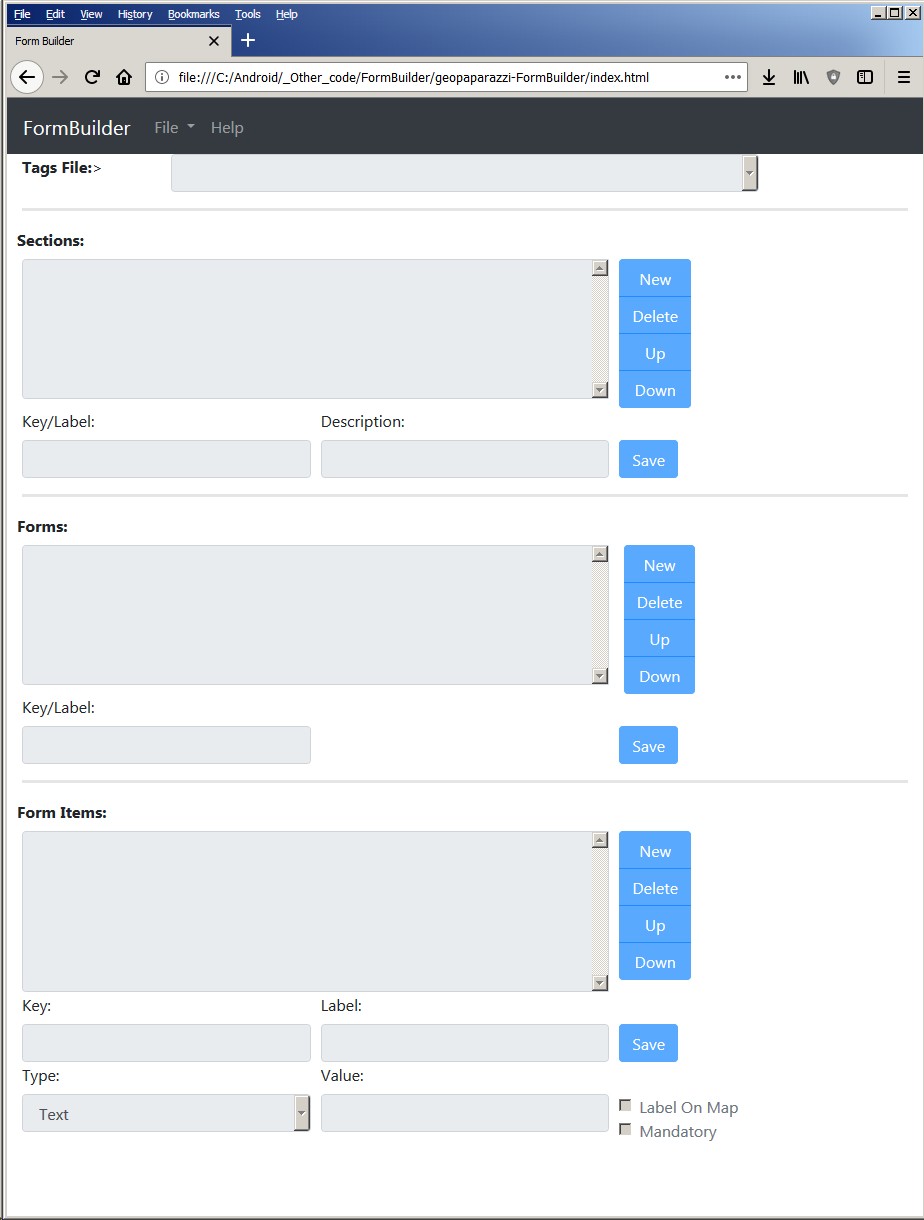 File Edit View History Bookmarks Tools Help
Form Builder
file:///C:/Android/_Other_code/FormBuilder/geopaparazzi-FormBuilder/index.html
FormBuilder File Help
Tags File:>
Sections:
New
Delete
Up
Down
Key/Label: Description:
Save
Forms:
New
Delete
Up
Down
Key/Label:
Save
Form Items:
New
Delete
Up
Down
Key: Label:
Save
Type: Value:
Text
Label On Map
Mandatory